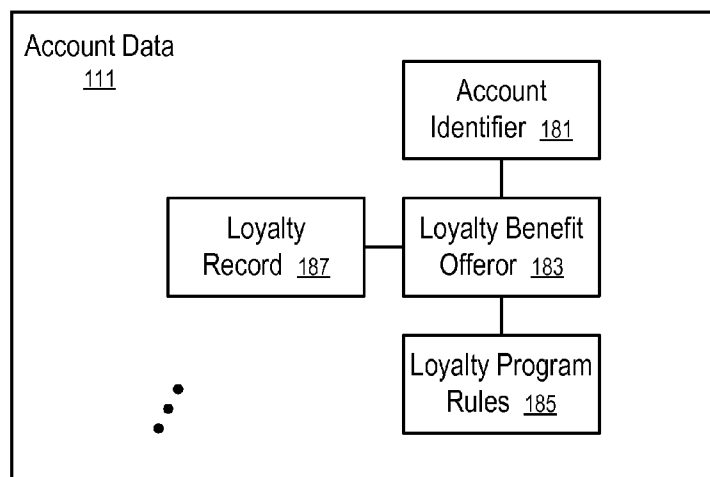 Account Data
111
Account
Identifier 181
Loyalty
Record 187
Loyalty Benefit
Offeror 183
Loyalty Program
Rules 185